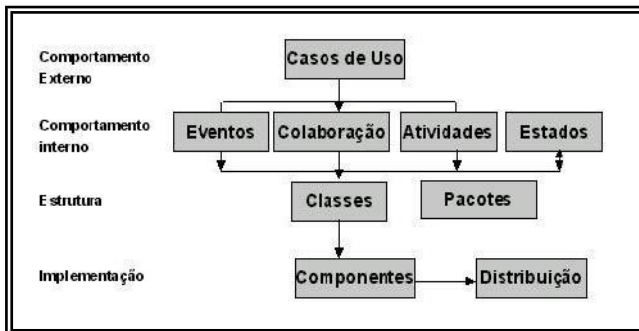 Comportamento
Externo
Casos de Uso
Comportamento
interno
Eventos
Colaboração
Atividades
Estados
Estrutura
Classes
Pacotes
Implementação
Componentes
Distribuição